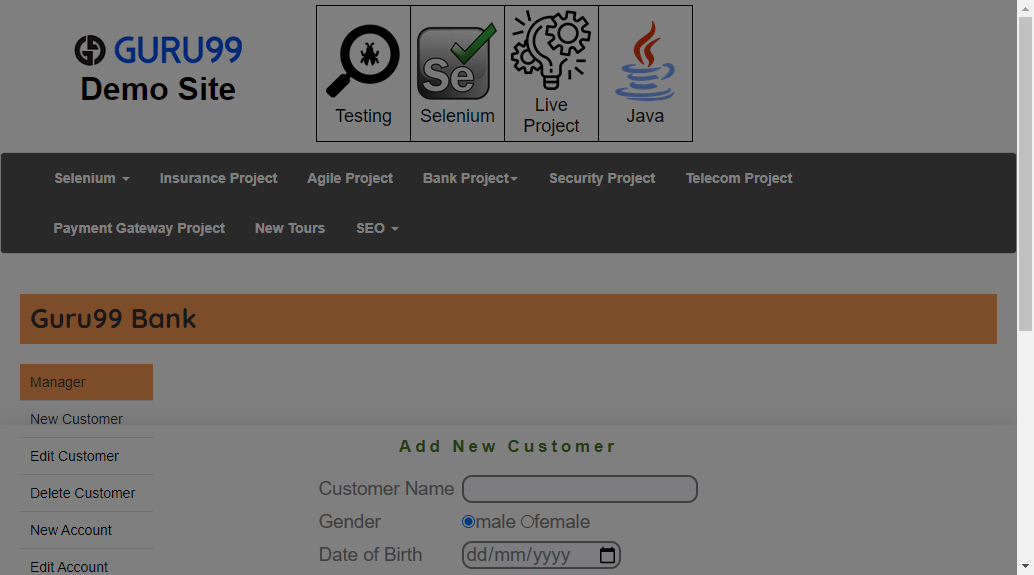 GURU99
Demo Site
Testing
Se
Selenium
Live
Project
Java
Selenium
Insurance Project
Agile Project
Bank Project
Security Project
Telecom Project
Payment Gateway Project
New Tours
SEO
Guru99 Bank
Manager
New Customer
Edit Customer
Delete Customer
New Account
Edit Account
Add New Customer
Customer Name
Gender male female
Date of Birth dd/mm/yyyy